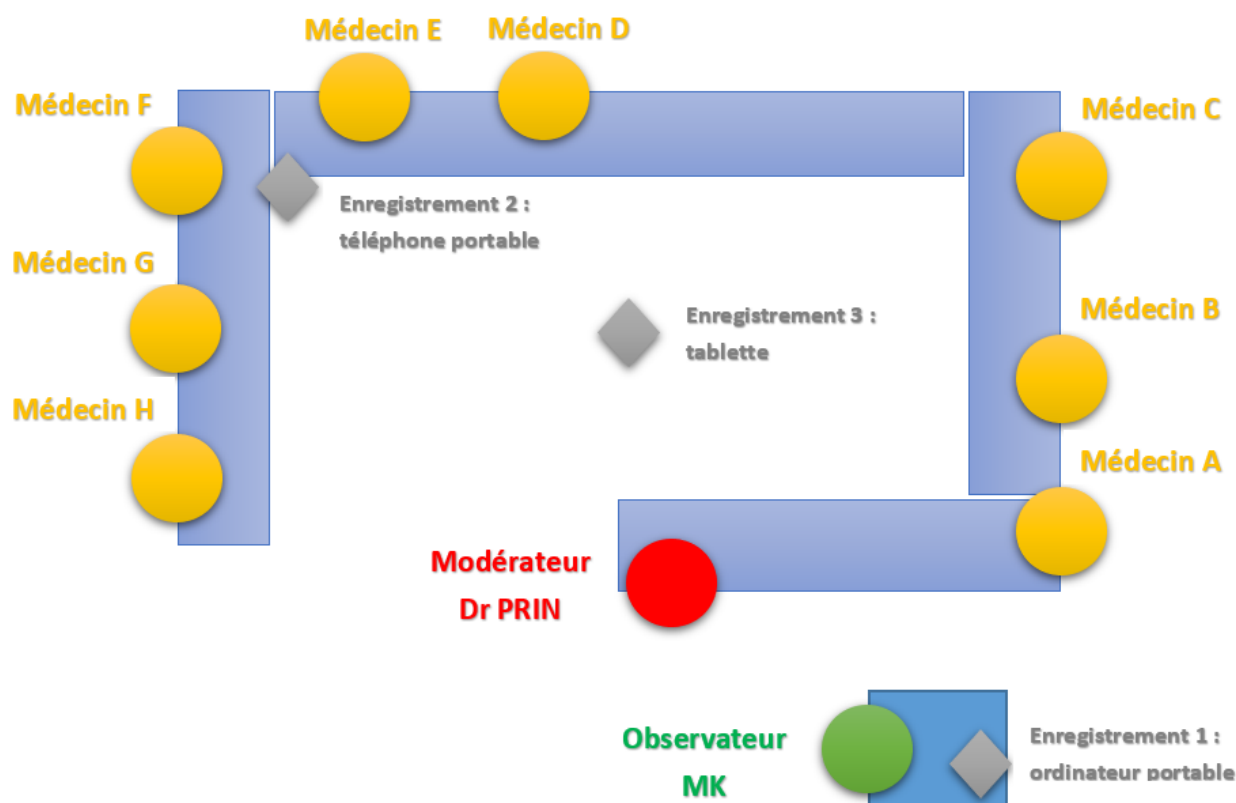 Médecin E
Médecin D
Médecin F
Médecin C
Enregistrement 2 :
téléphone portable
Médecin G
Enregistrement 3 :
tablette
Médecin B
Médecin H
Médecin A
Modérateur
Dr PRIN
Observateur
MK
Enregistrement 1 :
ordinateur portable